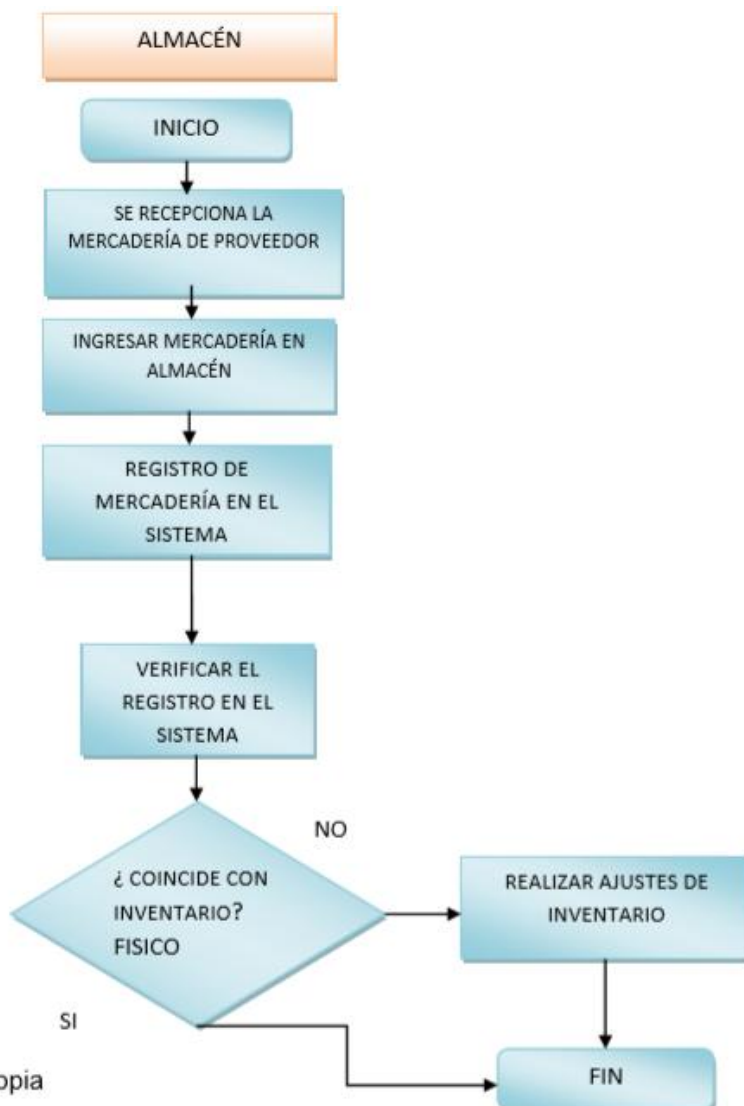 ALMACÉN
INICIO
SE RECEPCIONA LA
MERCADERÍA DE PROVEEDOR
INGRESAR MERCADERÍA EN
ALMACÉN
REGISTRO DE
MERCADERÍA EN EL
SISTEMA
VERIFICAR EL
REGISTRO EN EL
SISTEMA
NO
¿ COINCIDE CON
INVENTARIO?
FISICO
REALIZAR AJUSTES DE
INVENTARIO
SI
FIN
opia